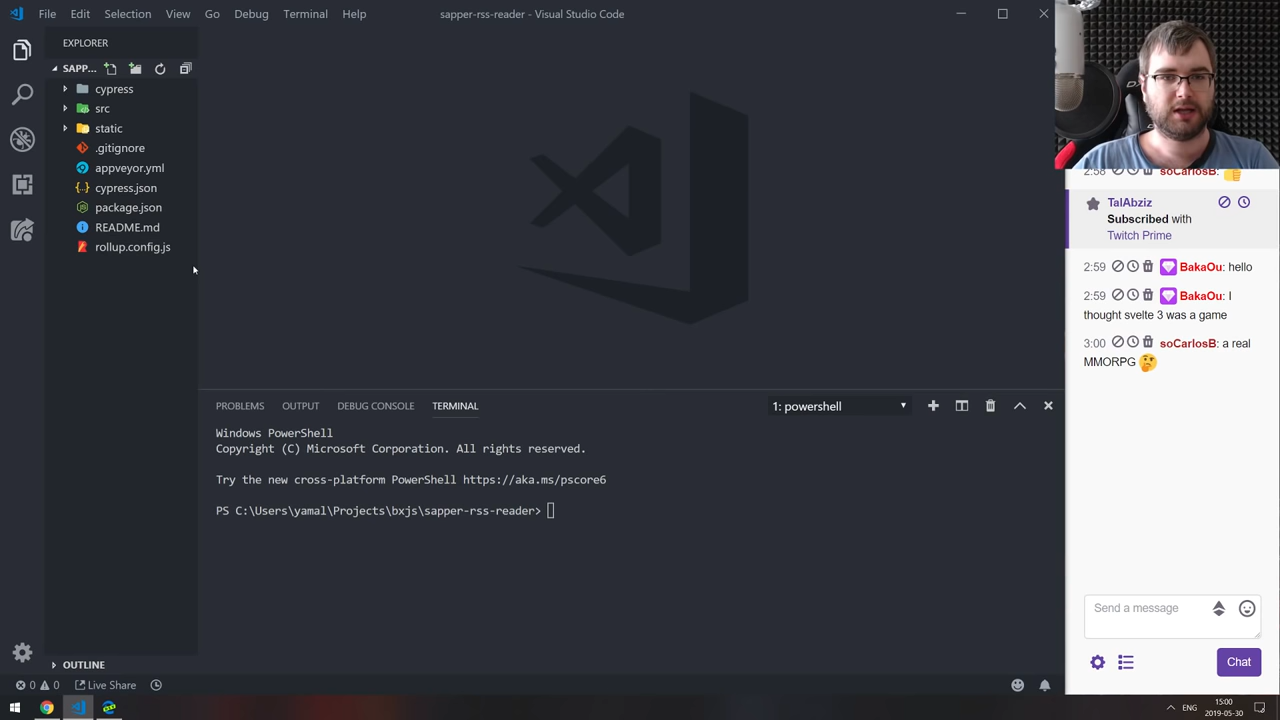 File Edit Selection View Go Debug Terminal Help
sapper-rss-reader - Visual Studio Code
EXPLORER
SAPP...
cypress
src
static
.gitignore
appveyor.yml
cypress.json
package.json
README.md
rollup.config.js
OUTLINE
PROBLEMS OUTPUT DEBUG CONSOLE TERMINAL
1: powershell
Windows PowerShell
Copyright (C) Microsoft Corporation. All rights reserved.
Try the new cross-platform PowerShell https://aka.ms/pscore6
PS C:\Users\yamal\Projects\bxjs\sapper-rss-reader>
2:58 soCarlosB:
TalAbziz
Subscribed with
Twitch Prime
2:59 BakaOu: hello
2:59 BakaOu: I
thought svelte 3 was a game
3:00 soCarlosB: a real
MMORPG
Send a message
Chat
0 0 Live Share
ENG
15:00
2019-05-30